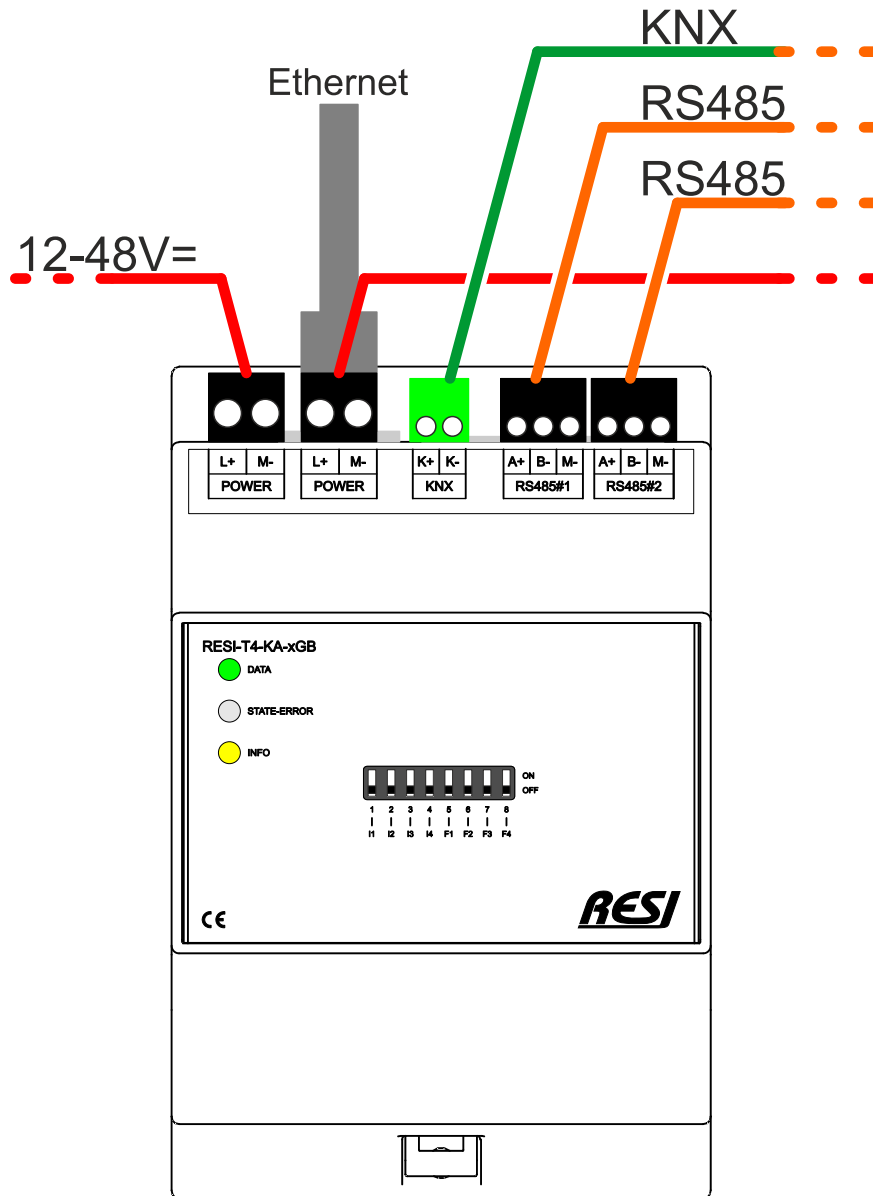 KNX
Ethernet
RS485
RS485
12-48V=
L+ M- L+ M- K+ K- A+ B- M- A+ B- M-
POWER POWER KNX RS485#1 RS485#2
RESI-T4-KA-xGB
DATA
STATE-ERROR
INFO
ON
OFF
1 2 3 4 5 6 7 8
I1 I2 I3 I4 F1 F2 F3 F4
CE RESI